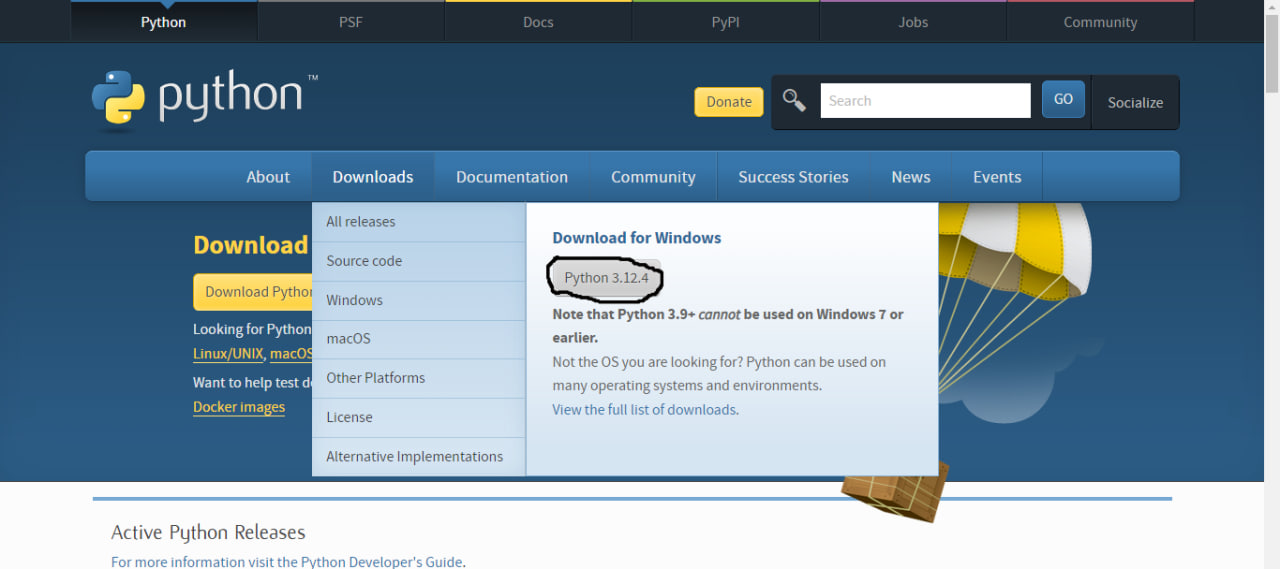 Python PSF Docs PyPI Jobs Community
python™
Donate Search GO Socialize
About Downloads Documentation Community Success Stories News Events
Download
Download Python
Looking for Python
Linux/UNIX, macOS
Want to help test
Docker images
All releases
Source code
Windows
macOS
Other Platforms
License
Alternative Implementations
Download for Windows
Python 3.12.4
Note that Python 3.9+ cannot be used on Windows 7 or
earlier.
Not the OS you are looking for? Python can be used on
many operating systems and environments.
View the full list of downloads.
Active Python Releases
For more information visit the Python Developer's Guide.